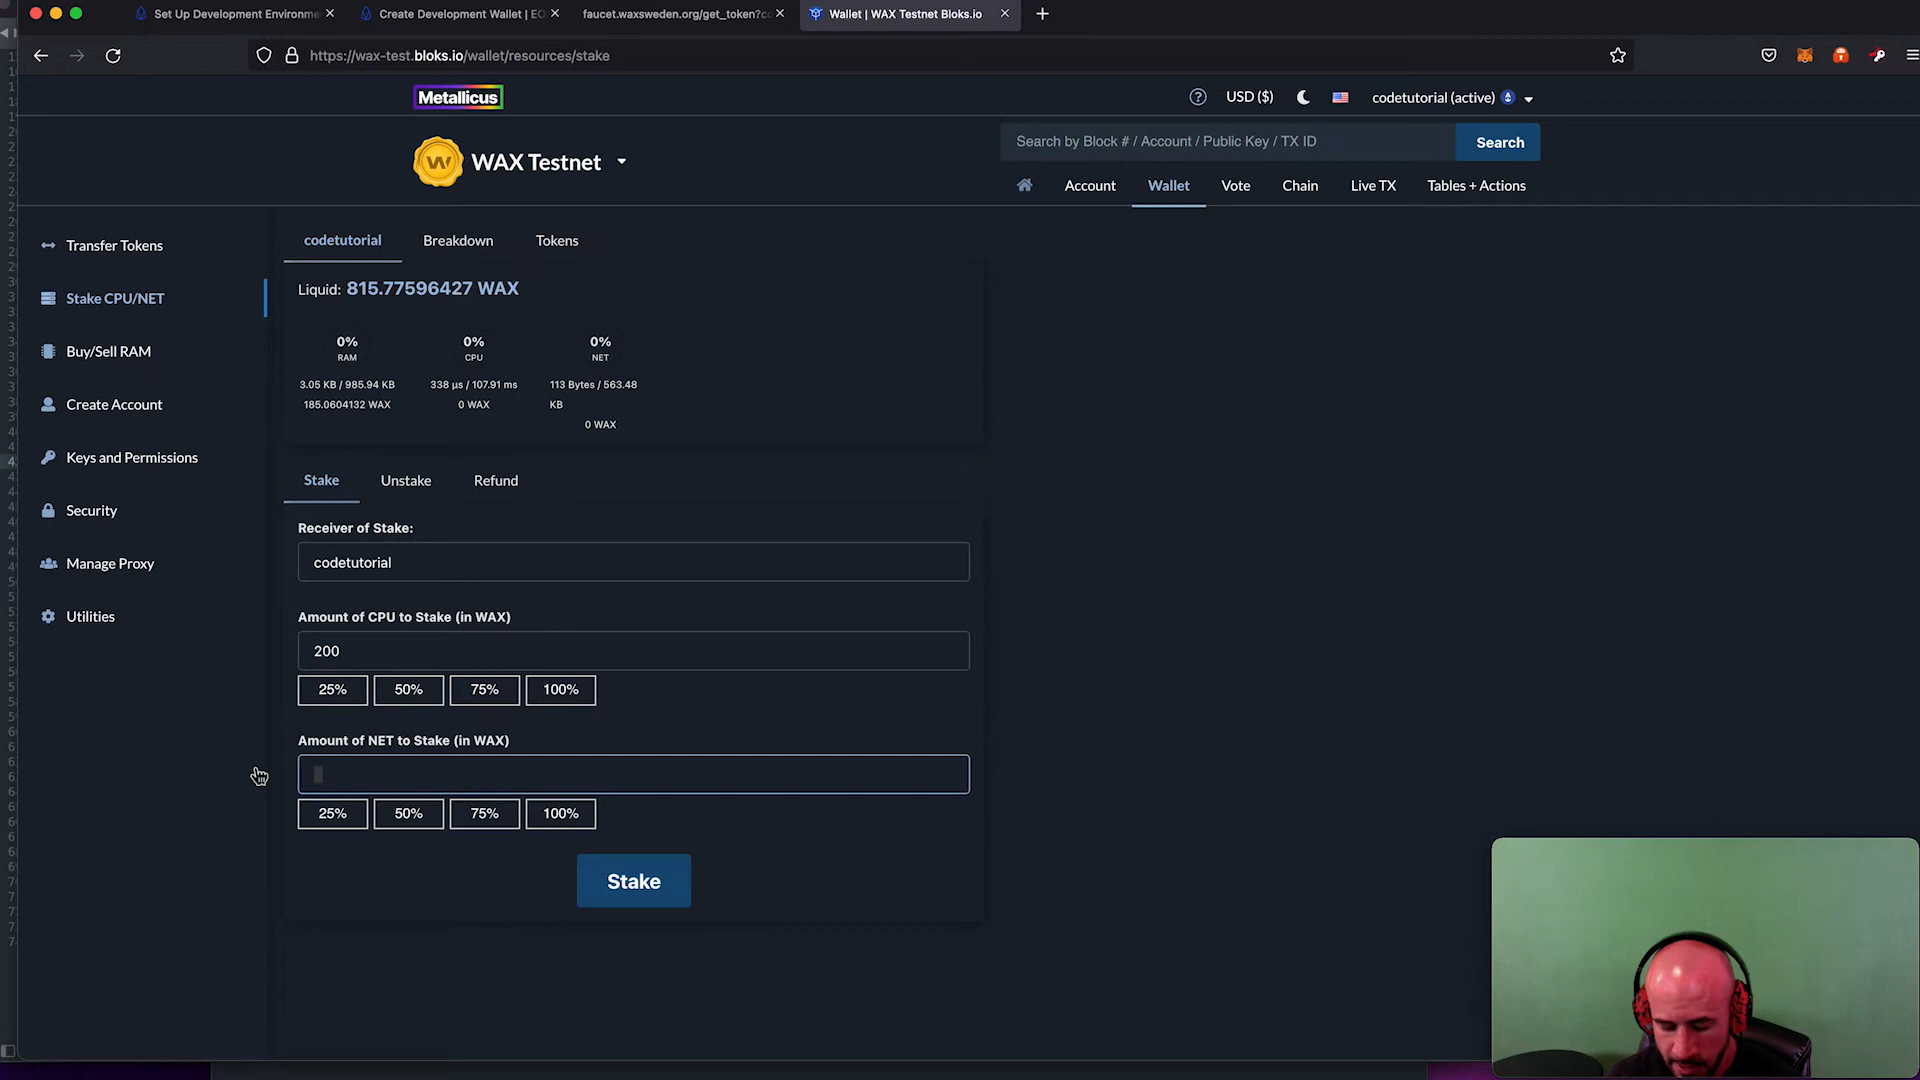 Set Up Development Environme
Create Development Wallet | EO
faucet.waxsweden.org/get_token?c
Wallet | WAX Testnet Bloks.io
https://wax-test.bloks.io/wallet/resources/stake
Metallicus
USD ($)
codetutorial (active)
WAX Testnet
Search by Block # / Account / Public Key / TX ID
Search
Account
Wallet
Vote
Chain
Live TX
Tables + Actions
Transfer Tokens
Stake CPU/NET
Buy/Sell RAM
Create Account
Keys and Permissions
Security
Manage Proxy
Utilities
codetutorial
Breakdown
Tokens
Liquid: 815.77596427 WAX
0%
RAM
3.05 KB / 985.94 KB
185.0604132 WAX
0%
CPU
338 µs / 107.91 ms
0 WAX
0%
NET
113 Bytes / 563.48
KB
0 WAX
Stake
Unstake
Refund
Receiver of Stake:
codetutorial
Amount of CPU to Stake (in WAX)
200
25%
50%
75%
100%
Amount of NET to Stake (in WAX)
25%
50%
75%
100%
Stake